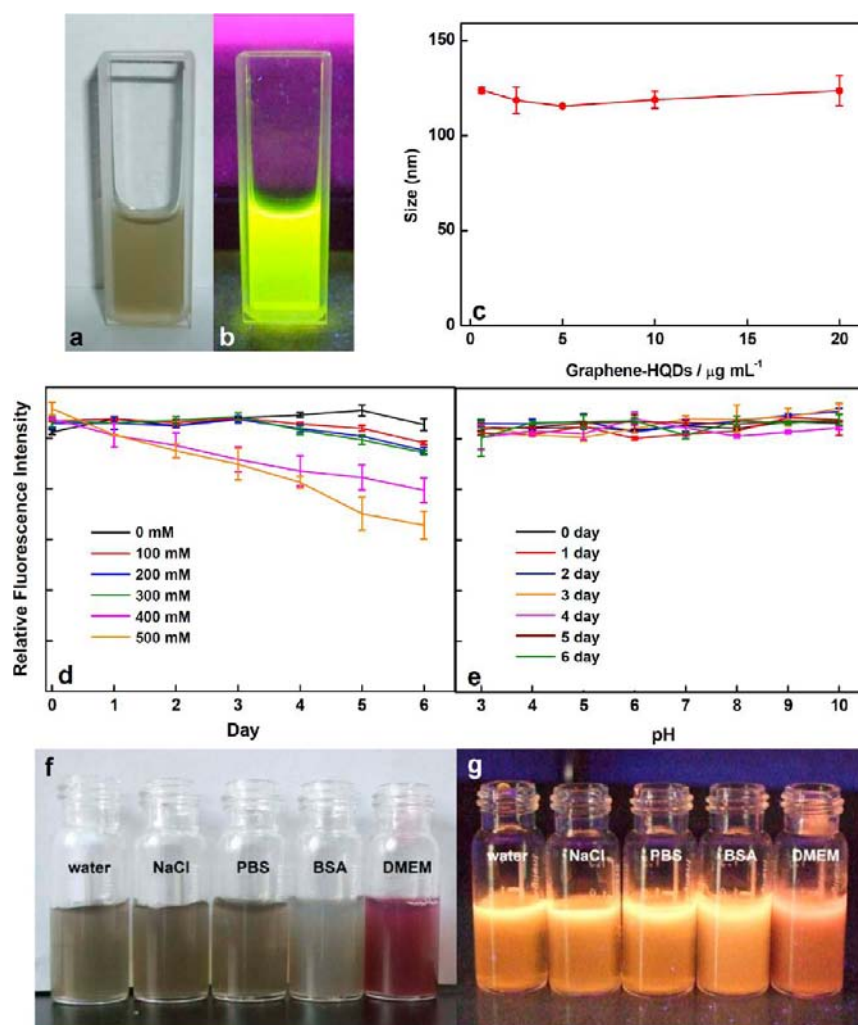 a
b
150
100
50
0
Size (nm)
c
0
5
10
15
20
Graphene-HQDs / μg mL⁻¹
Relative Fluorescence Intensity
0 mM
100 mM
200 mM
300 mM
400 mM
500 mM
d
0 1 2 3 4 5 6
Day
0 day
1 day
2 day
3 day
4 day
5 day
6 day
e
3 4 5 6 7 8 9 10
pH
f
water NaCl PBS BSA DMEM
g
water NaCl PBS BSA DMEM